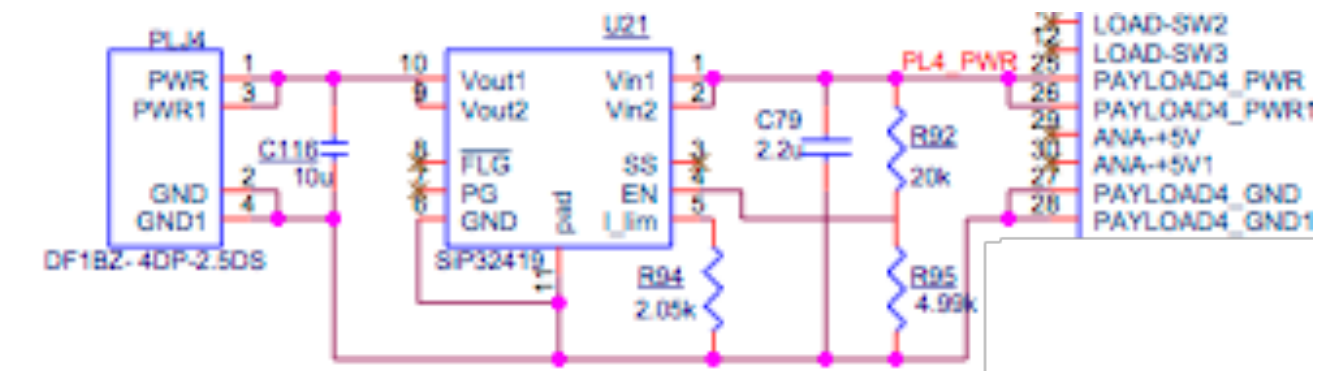 PLJ4
PWR
PWR1
GND
GND1
1
3
2
4
DF1BZ- 4DP-2.5DS
C116
10u
U21
Vout1
Vout2
FLG
PG
GND
Vin1
Vin2
SS
EN
I_lim
pad
10
9
8
6
1
2
3
4
5
11
SiP32419
R94
2.05k
C79
2.2u
R92
20k
R95
4.99k
PL4_PWR
25
26
29
30
27
28
LOAD-SW2
LOAD-SW3
PAYLOAD4_PWR
PAYLOAD4_PWR1
ANA-+5V
ANA-+5V1
PAYLOAD4_GND
PAYLOAD4_GND1